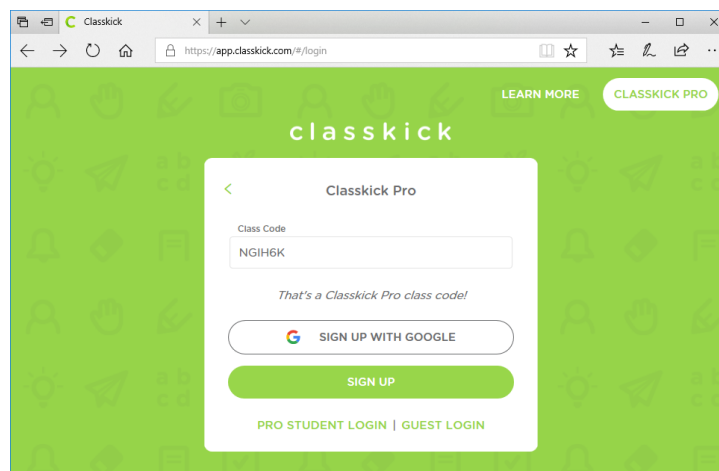 Classkick
https://app.classkick.com/#/login
LEARN MORE
CLASSKICK PRO
classkick
Classkick Pro
Class Code
NGIH6K
That's a Classkick Pro class code!
SIGN UP WITH GOOGLE
SIGN UP
PRO STUDENT LOGIN | GUEST LOGIN
a b
c d
a b
c d